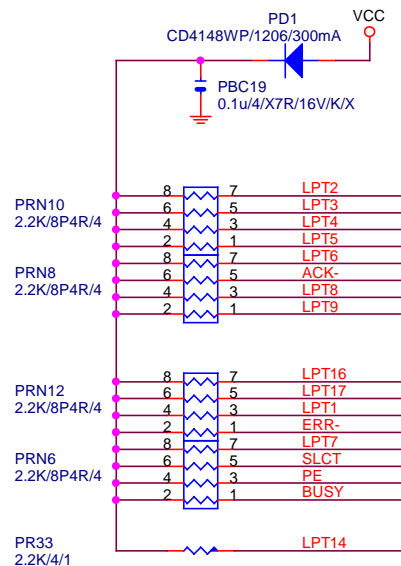 PD1
VCC
CD4148WP/1206/300mA
PBC19
0.1u/4/X7R/16V/K/X
8 7 LPT2
PRN10 6 5 LPT3
2.2K/8P4R/4 4 3 LPT4
2 1 LPT5
8 7 LPT6
PRN8 6 5 ACK-
2.2K/8P4R/4 4 3 LPT8
2 1 LPT9
8 7 LPT16
PRN12 6 5 LPT17
2.2K/8P4R/4 4 3 LPT1
2 1 ERR-
8 7 LPT7
PRN6 6 5 SLCT
2.2K/8P4R/4 4 3 PE
2 1 BUSY
PR33 LPT14
2.2K/4/1